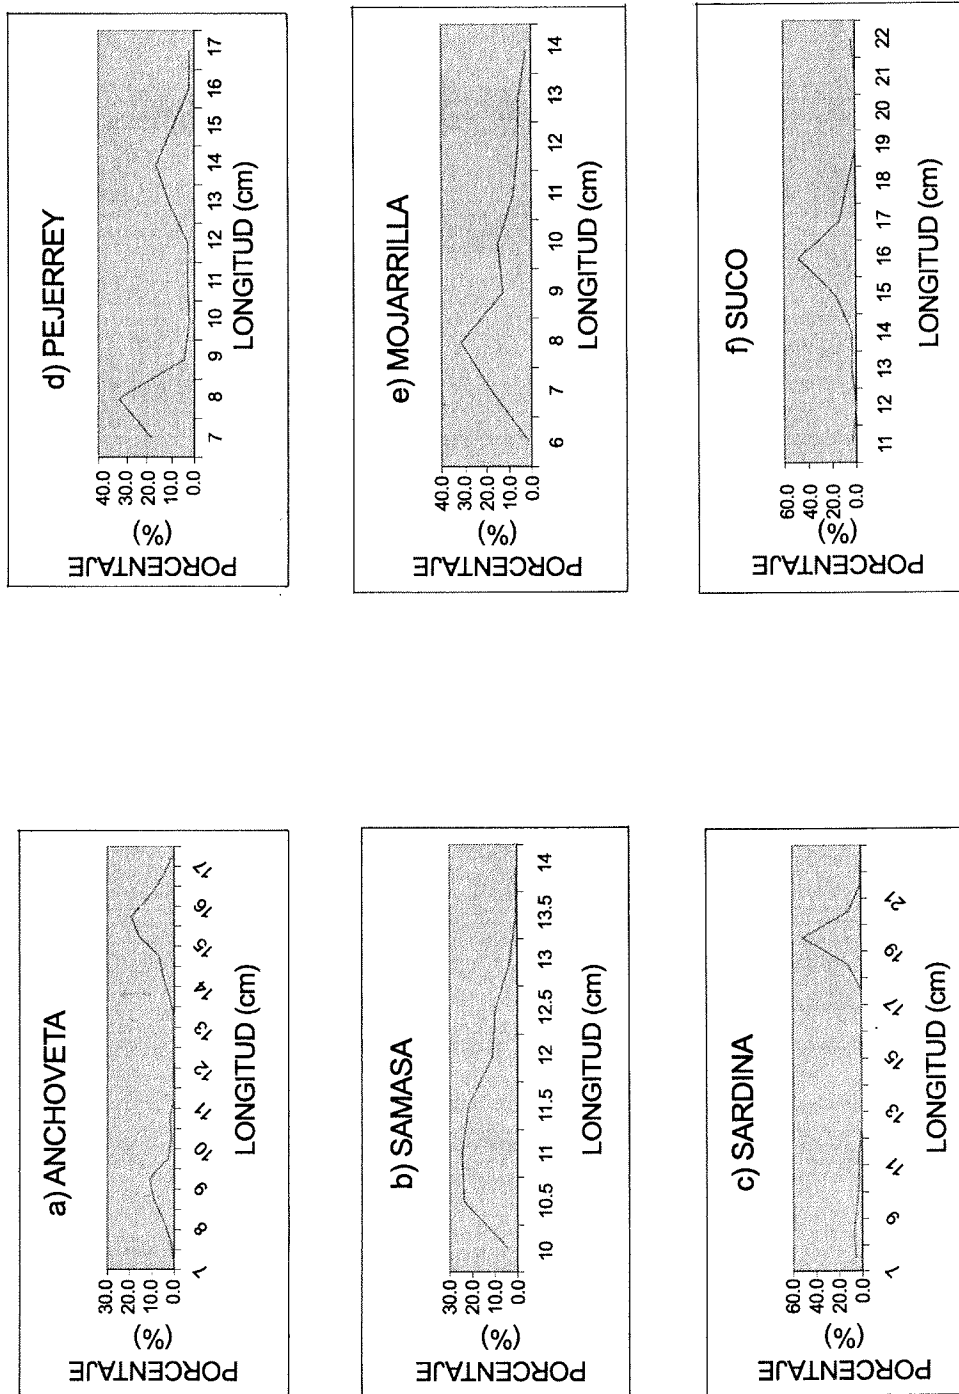 a) ANCHOVETA
PORCENTAJE
(%)
30.0
20.0
10.0
0.0
7 8 9 10 11 12 13 14 15 16 17
LONGITUD (cm)
b) SAMASA
PORCENTAJE
(%)
30.0
20.0
10.0
0.0
10 10.5 11 11.5 12 12.5 13 13.5 14
LONGITUD (cm)
c) SARDINA
PORCENTAJE
(%)
60.0
40.0
20.0
0.0
7 9 11 13 15 17 19 21
LONGITUD (cm)
d) PEJERREY
PORCENTAJE
(%)
40.0
30.0
20.0
10.0
0.0
7 8 9 10 11 12 13 14 15 16 17
LONGITUD (cm)
e) MOJARRILLA
PORCENTAJE
(%)
40.0
30.0
20.0
10.0
0.0
6 7 8 9 10 11 12 13 14
LONGITUD (cm)
f) SUCO
PORCENTAJE
(%)
60.0
40.0
20.0
0.0
11 12 13 14 15 16 17 18 19 20 21 22
LONGITUD (cm)